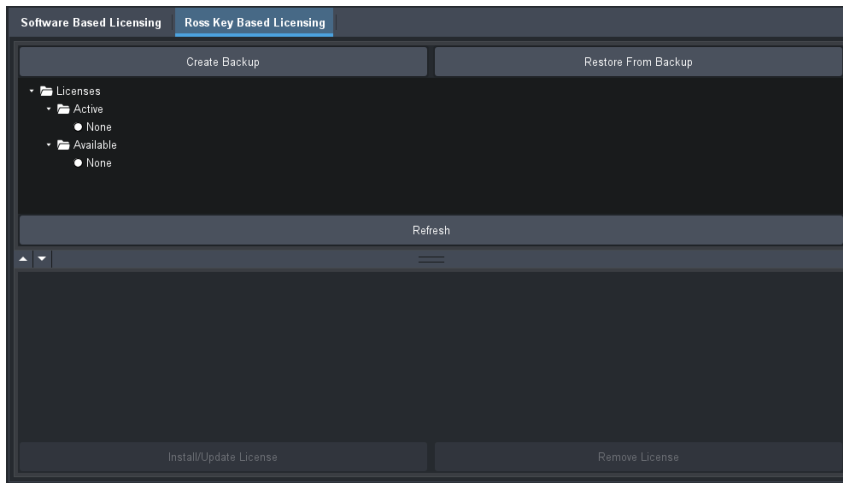 Software Based Licensing Ross Key Based Licensing
Create Backup Restore From Backup
Licenses
Active
None
Available
None
Refresh
Install/Update License Remove License